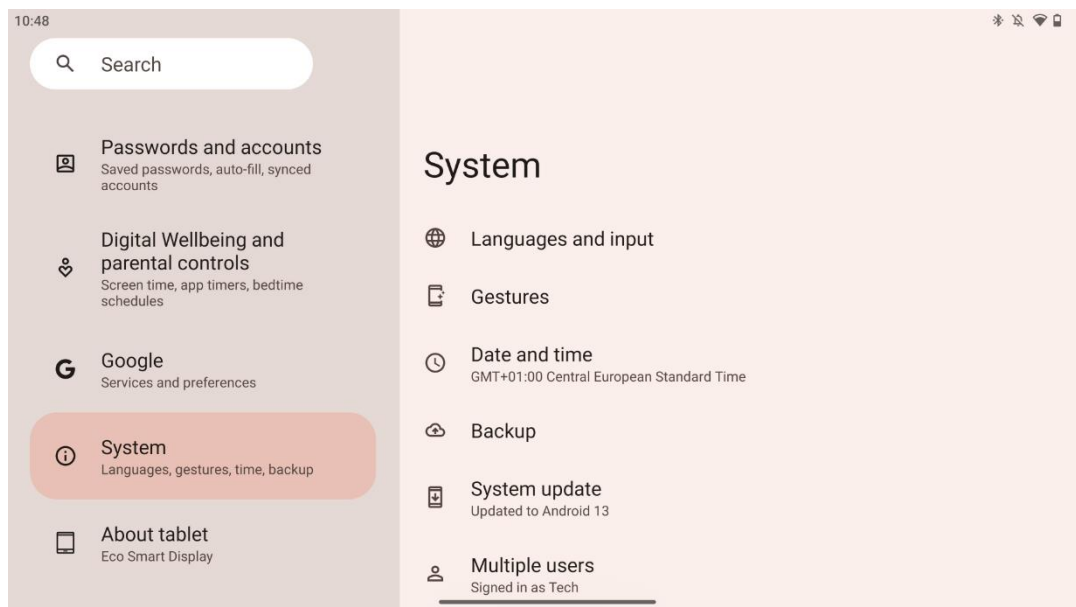 10:48
Search
Passwords and accounts
Saved passwords, auto-fill, synced
accounts
Digital Wellbeing and
parental controls
Screen time, app timers, bedtime
schedules
Google
Services and preferences
System
Languages, gestures, time, backup
About tablet
Eco Smart Display
System
Languages and input
Gestures
Date and time
GMT+01:00 Central European Standard Time
Backup
System update
Updated to Android 13
Multiple users
Signed in as Tech